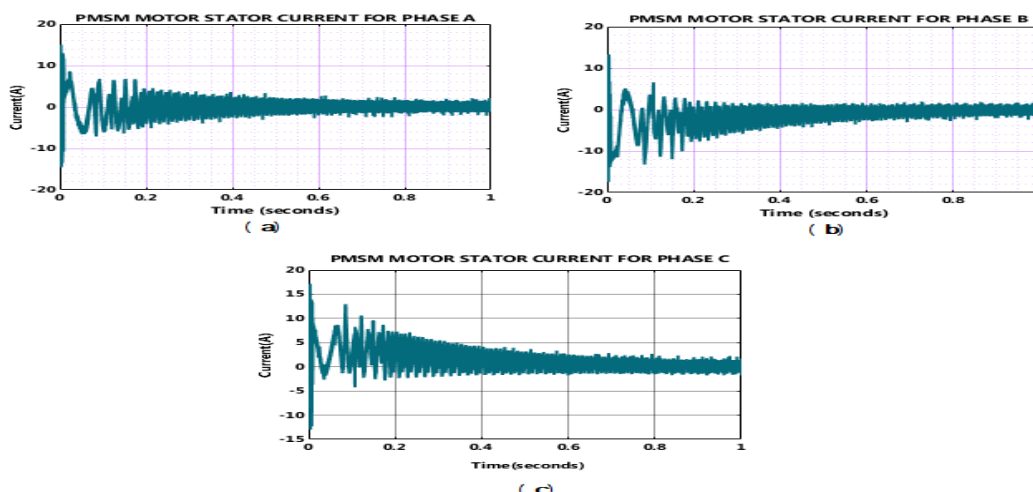 PMSM MOTOR STATOR CURRENT FOR PHASE A
20
10
0
-10
-20
Current(A)
0 0.2 0.4 0.6 0.8 1
Time (seconds)
( a)
PMSM MOTOR STATOR CURRENT FOR PHASE B
20
10
0
-10
-20
Current(A)
0 0.2 0.4 0.6 0.8
Time (seconds)
( b)
PMSM MOTOR STATOR CURRENT FOR PHASE C
20
15
10
5
0
-5
-10
-15
Current(A)
0 0.2 0.4 0.6 0.8 1
Time(seconds)
( c)